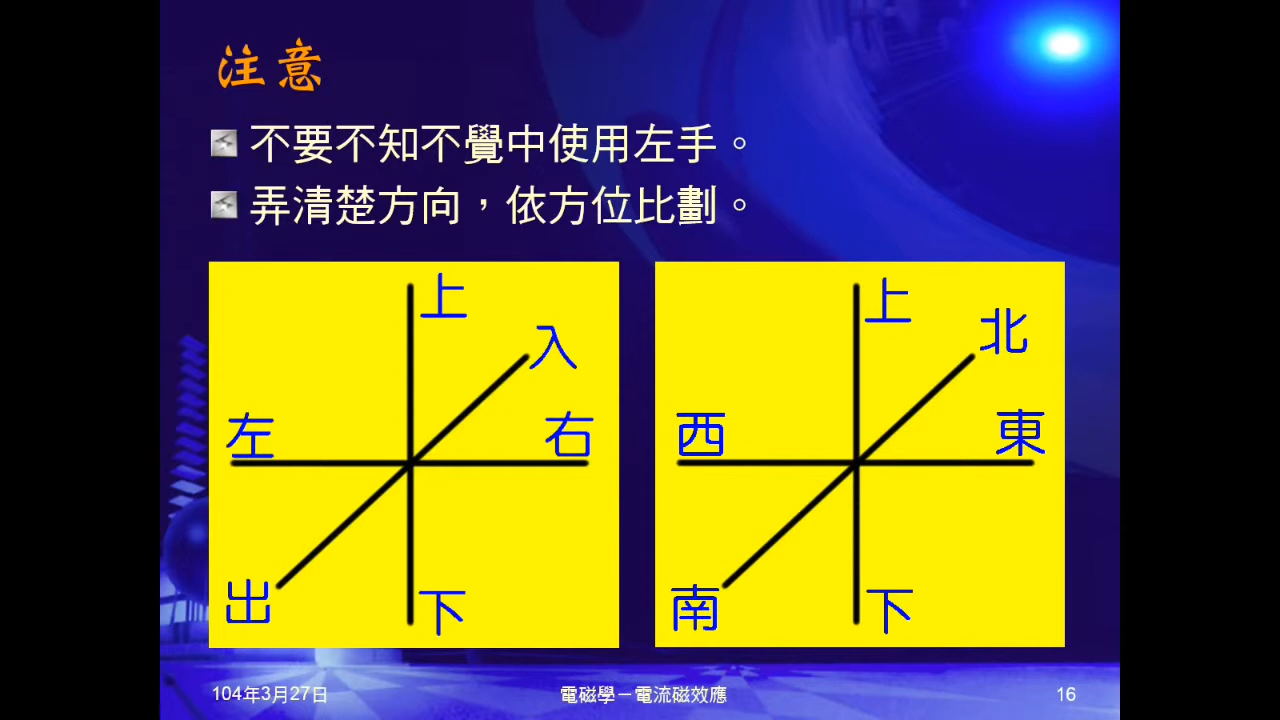 注意
不要不知不覺中使用左手。
弄清楚方向，依方位比劃。
上
入
左
右
出
下
上
北
西
東
南
下
104年3月27日
電磁學－電流磁效應
16